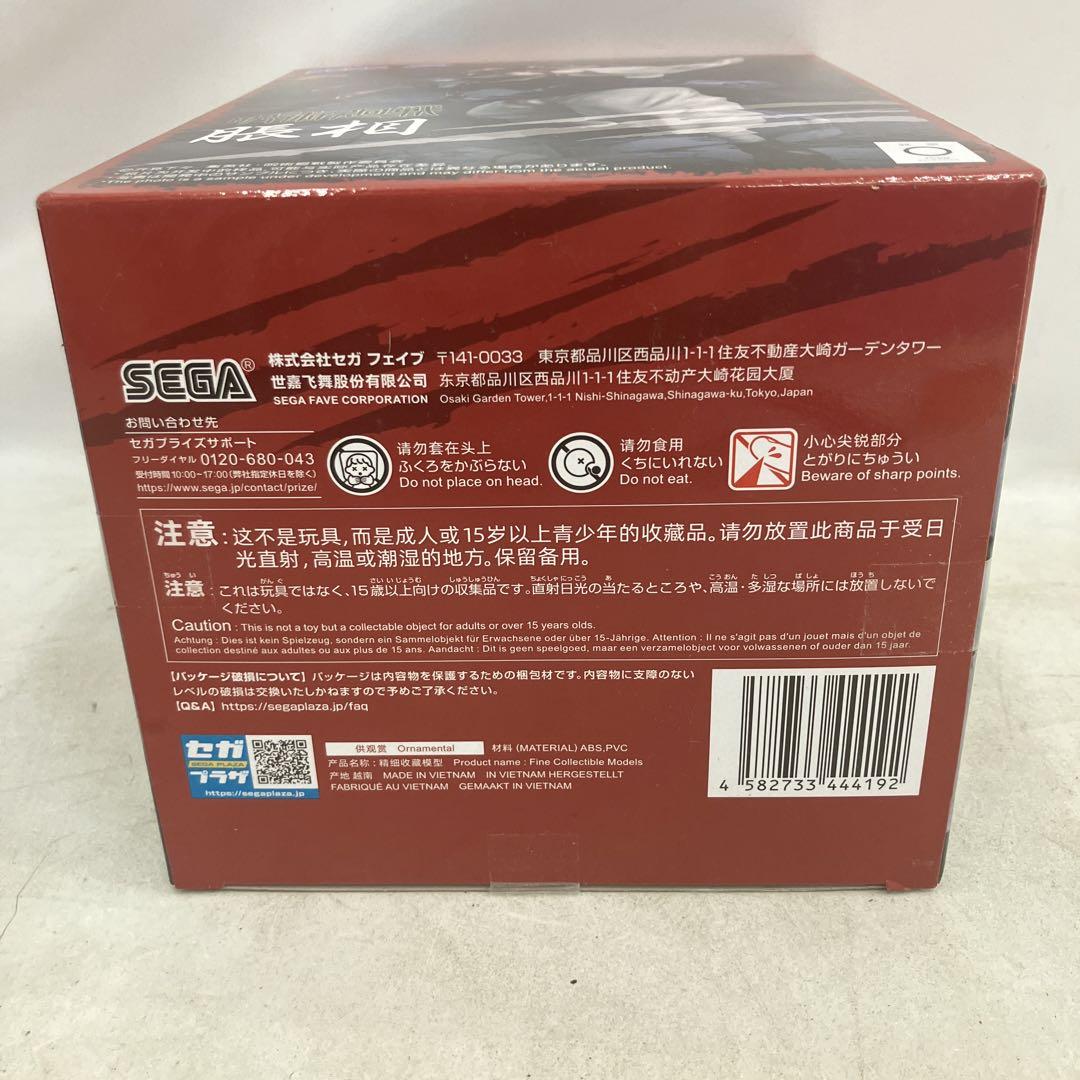 脹相
The photo is under development and may differ from the actual product.
SEGA®
株式会社セガ フェイブ 〒141-0033 東京都品川区西品川1-1-1住友不動産大崎ガーデンタワー
世嘉飞舞股份有限公司 东京都品川区西品川1-1-1住友不动产大崎花园大厦
SEGA FAVE CORPORATION Osaki Garden Tower,1-1-1 Nishi-Shinagawa,Shinagawa-ku,Tokyo,Japan
お問い合わせ先
セガプライズサポート
フリーダイヤル 0120-680-043
受付時間 10:00~17:00(弊社指定休日を除く)
https://www.sega.jp/contact/prize/
请勿套在头上
ふくろをかぶらない
Do not place on head.
请勿食用
くちにいれない
Do not eat.
小心尖锐部分
とがりにちゅうい
Beware of sharp points.
注意:这不是玩具,而是成人或15岁以上青少年的收藏品。请勿放置此商品于受日
光直射,高温或潮湿的地方。保留备用。
注意:これは玩具ではなく、15歳以上向けの収集品です。直射日光の当たるところや、高温・多湿な場所には放置しないで
ください。
Caution : This is not a toy but a collectable object for adults or over 15 years olds.
Achtung : Dies ist kein Spielzeug, sondern ein Sammelobjekt für Erwachsene oder über 15-Jährige. Attention : Il ne s'agit pas d'un jouet mais d'un objet de
collection destiné aux adultes ou aux plus de 15 ans. Aandacht : Dit is geen speelgoed, maar een verzamelobject voor volwassenen of ouder dan 15 jaar.
【パッケージ破損について】パッケージは内容物を保護するための梱包材です。内容物に支障のない
レベルの破損は交換いたしかねますので予めご了承ください。
【Q&A】https://segaplaza.jp/faq
セガ
SEGA PLAZA
プラザ
https://segaplaza.jp
供观赏 Ornamental 材料 (MATERIAL) ABS,PVC
产品名称:精细收藏模型 Product name : Fine Collectible Models
产地 越南 MADE IN VIETNAM IN VIETNAM HERGESTELLT
FABRIQUÉ AU VIETNAM GEMAAKT IN VIETNAM
4 582733 444192